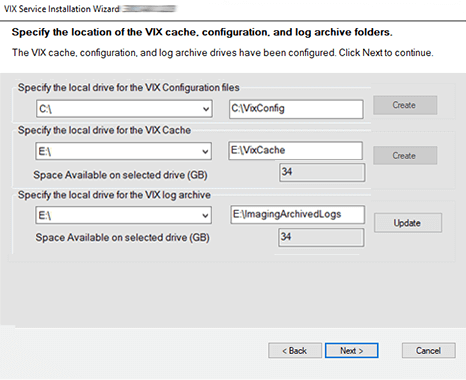 VIX Service Installation Wizard
Specify the location of the VIX cache, configuration, and log archive folders.
The VIX cache, configuration, and log archive drives have been configured. Click Next to continue.
Specify the local drive for the VIX Configuration files
C:\ C:\VixConfig Create
Specify the local drive for the VIX Cache
E:\ E:\VixCache Create
Space Available on selected drive (GB) 34
Specify the local drive for the VIX log archive
E:\ E:\ImagingArchivedLogs Update
Space Available on selected drive (GB) 34
< Back Next > Cancel